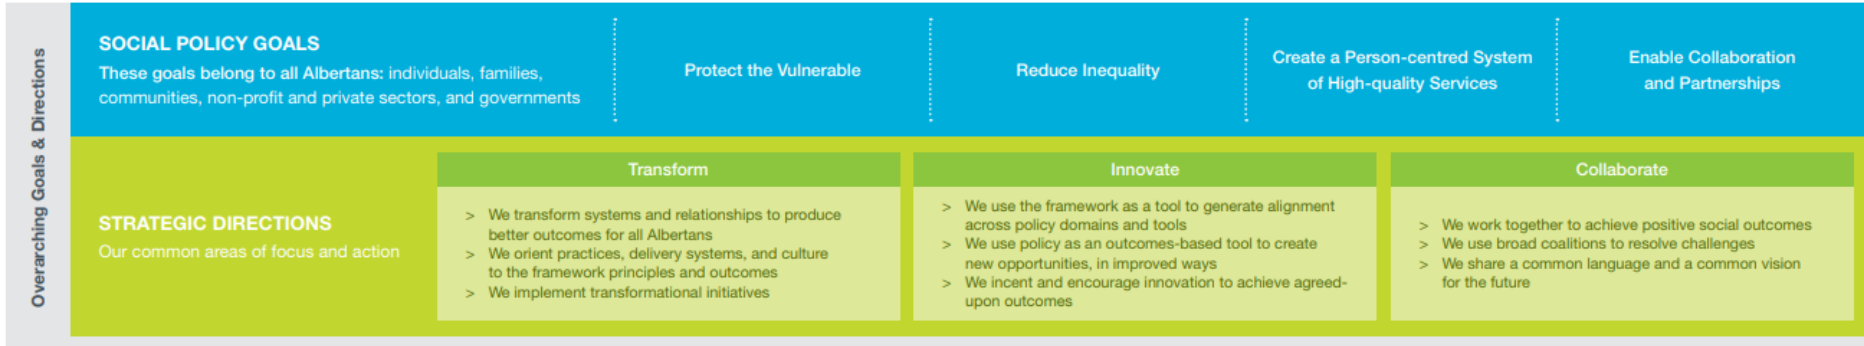 Overarching Goals & Directions
SOCIAL POLICY GOALS
These goals belong to all Albertans: individuals, families,
communities, non-profit and private sectors, and governments
Protect the Vulnerable
Reduce Inequality
Create a Person-centred System
of High-quality Services
Enable Collaboration
and Partnerships
STRATEGIC DIRECTIONS
Our common areas of focus and action
Transform
> We transform systems and relationships to produce
better outcomes for all Albertans
> We orient practices, delivery systems, and culture
to the framework principles and outcomes
> We implement transformational initiatives
Innovate
> We use the framework as a tool to generate alignment
across policy domains and tools
> We use policy as an outcomes-based tool to create
new opportunities, in improved ways
> We incent and encourage innovation to achieve agreed-
upon outcomes
Collaborate
> We work together to achieve positive social outcomes
> We use broad coalitions to resolve challenges
> We share a common language and a common vision
for the future